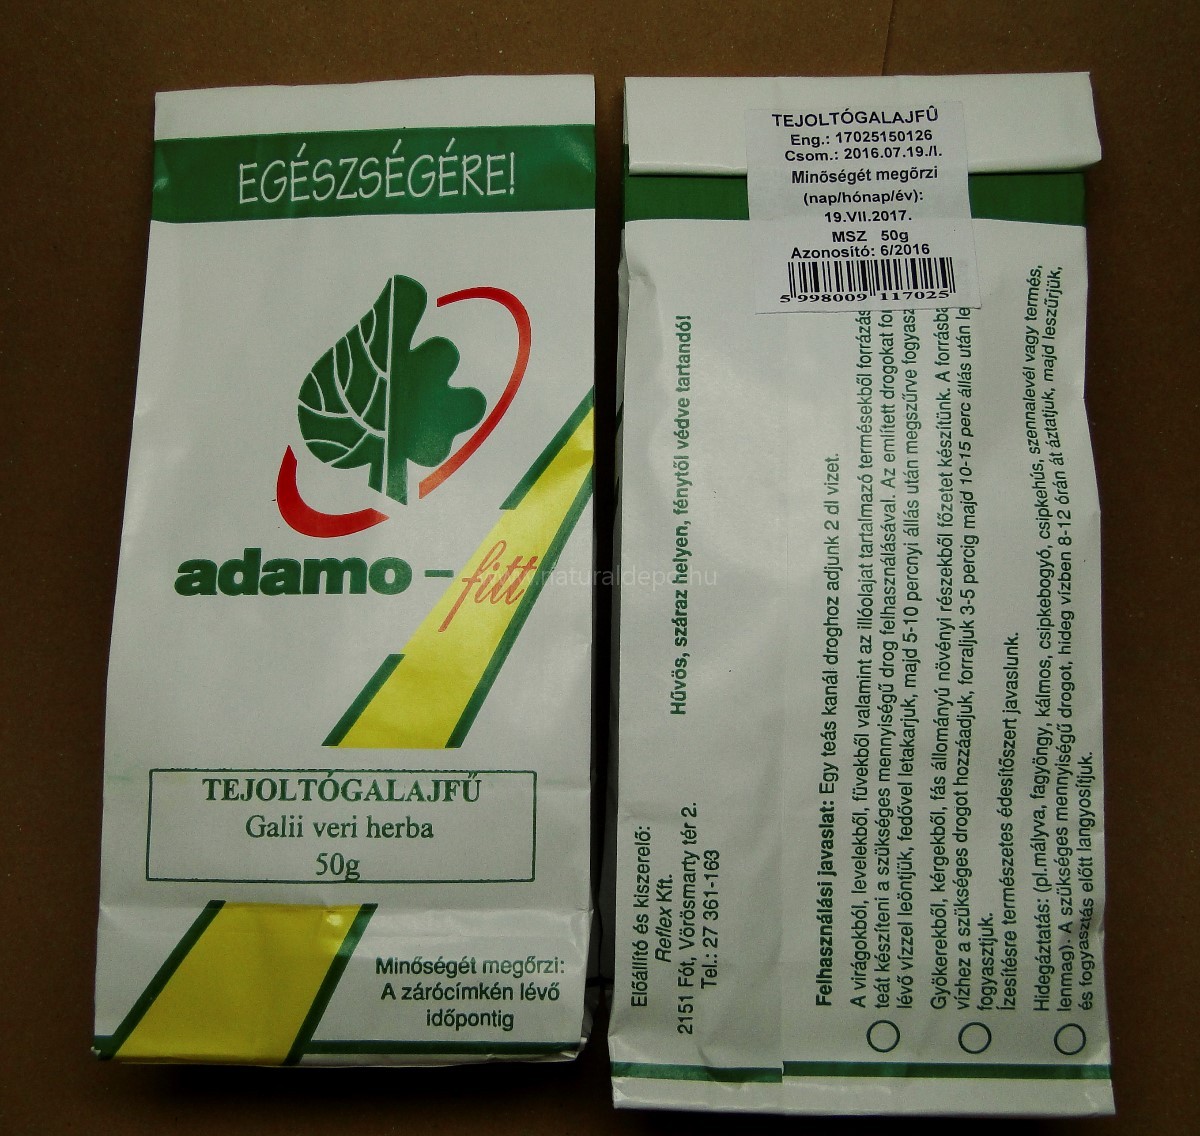 EGÉSZSÉGÉRE!
adamo - fitt
TEJOLTÓGALAJFŰ
Galii veri herba
50g
Minőségét megőrzi:
A zárócímkén lévő
időpontig
TEJOLTÓGALAJFÛ
Eng.: 17025150126
Csom.: 2016.07.19./I.
Minõségét megõrzi
(nap/hónap/év):
19.VII.2017.
MSZ 50g
Azonosító: 6/2016
5 998009 117025
Előállító és kiszerelő:
Reflex Kft.
2151 Fót, Vörösmarty tér 2.
Tel.: 27 361-163
Hűvös, száraz helyen, fénytől védve tartandó!
Felhasználási javaslat: Egy teás kanál droghoz adjunk 2 dl vizet.
A virágokból, levelekből, füvekből valamint az illóolajat tartalmazó termésekből forrázás
teát készíteni a szükséges mennyiségű drog felhasználásával. Az említett drogokat
lévő vízzel leöntjük, fedővel letakarjuk, majd 5-10 percnyi állás után megszűrve fogyasz
Gyökerekből, kérgekből, fás állományú növényi részekből főzetet készítünk. A forrásba
vízhez a szükséges drogot hozzáadjuk, forraljuk 3-5 percig majd 10-15 perc állás után le
fogyasztjuk.
Ízesítésre természetes édesítőszert javaslunk.
Hidegáztatás: (pl.mályva, fagyöngy, kálmos, csipkebogyó, csipkehús, szennalevél vagy termés,
lenmag). A szükséges mennyiségű drogot, hideg vízben 8-12 órán át áztatjuk, majd leszűrjük,
és fogyasztás előtt langyosítjuk.